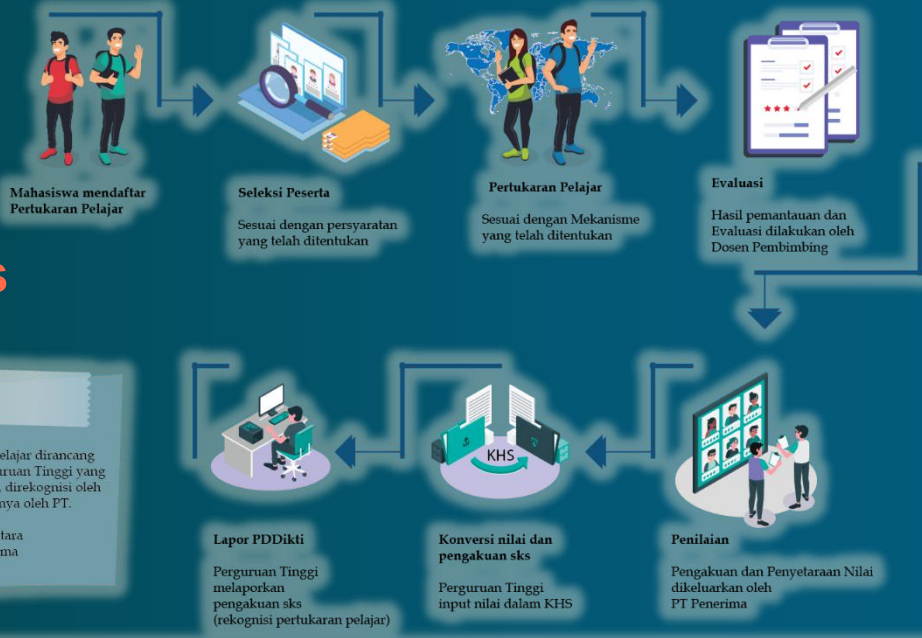 Mahasiswa mendaftar
Pertukaran Pelajar
Seleksi Peserta
Sesuai dengan persyaratan
yang telah ditentukan
Pertukaran Pelajar
Sesuai dengan Mekanisme
yang telah ditentukan
Evaluasi
Hasil pemantauan dan
Evaluasi dilakukan oleh
Dosen Pembimbing
s
elajar dirancang
uruan Tinggi yang
, direkognisi oleh
nya oleh PT.
tara
ma
Lapor PDDikti
Perguruan Tinggi
melaporkan
pengakuan sks
(rekognisi pertukaran pelajar)
KHS
Konversi nilai dan
pengakuan sks
Perguruan Tinggi
input nilai dalam KHS
Penilaian
Pengakuan dan Penyetaraan Nilai
dikeluarkan oleh
PT Penerima